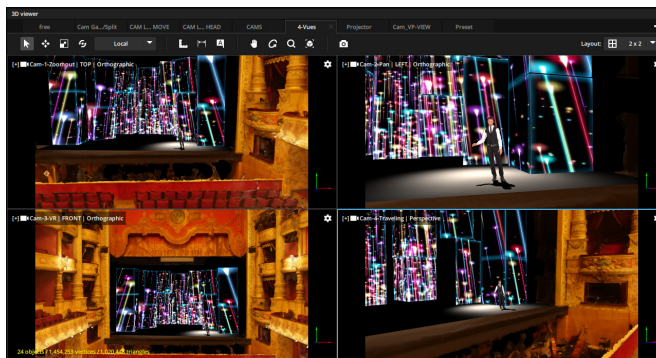 3D viewer
free
Cam Ga.../Split
CAM L... MOVE
CAM L... HEAD
CAMS
4-Vues
Projector
Cam_VP-VIEW
Preset
Local
Layout: 2 x 2
[+] Cam-1-Zoomout | TOP | Orthographic
[+] Cam-2-Pan | LEFT | Orthographic
[+] Cam-3-VR | FRONT | Orthographic
[+] Cam-4-Traveling | Perspective
24 objects / 1,454,253 vertices / 1,020,442 triangles